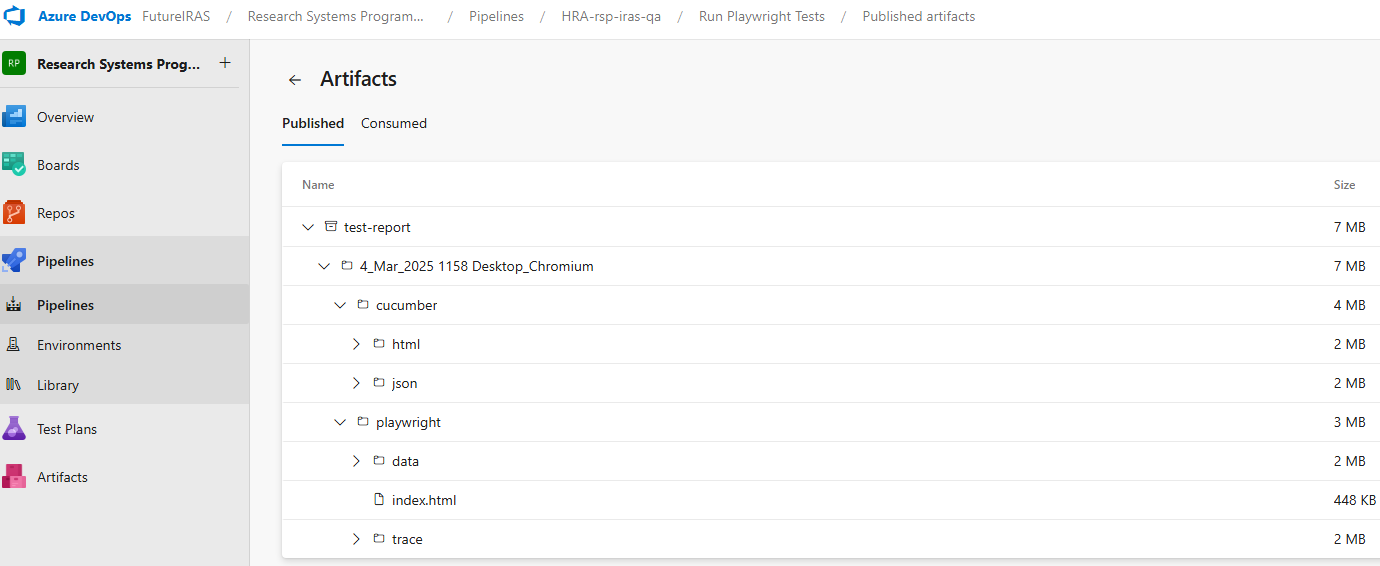 Azure DevOps FutureIRAS / Research Systems Program... / Pipelines / HRA-rsp-iras-qa / Run Playwright Tests / Published artifacts
RP Research Systems Prog... +
Overview
Boards
Repos
Pipelines
Pipelines
Environments
Library
Test Plans
Artifacts
← Artifacts
Published Consumed
Name Size
test-report 7 MB
4_Mar_2025 1158 Desktop_Chromium 7 MB
cucumber 4 MB
html 2 MB
json 2 MB
playwright 3 MB
data 2 MB
index.html 448 KB
trace 2 MB